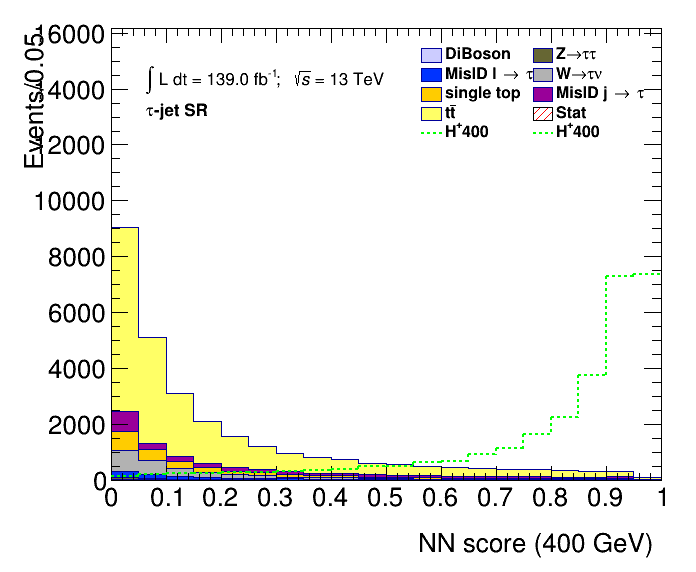 Events/0.05
16000
14000
12000
10000
8000
6000
4000
2000
0
∫ L dt = 139.0 fb⁻¹; √s = 13 TeV
τ-jet SR
DiBoson Z→ττ
MisID l → τ W→τν
single top MisID j → τ
tt̄ Stat
H⁺400 H⁺400
0 0.1 0.2 0.3 0.4 0.5 0.6 0.7 0.8 0.9 1
NN score (400 GeV)